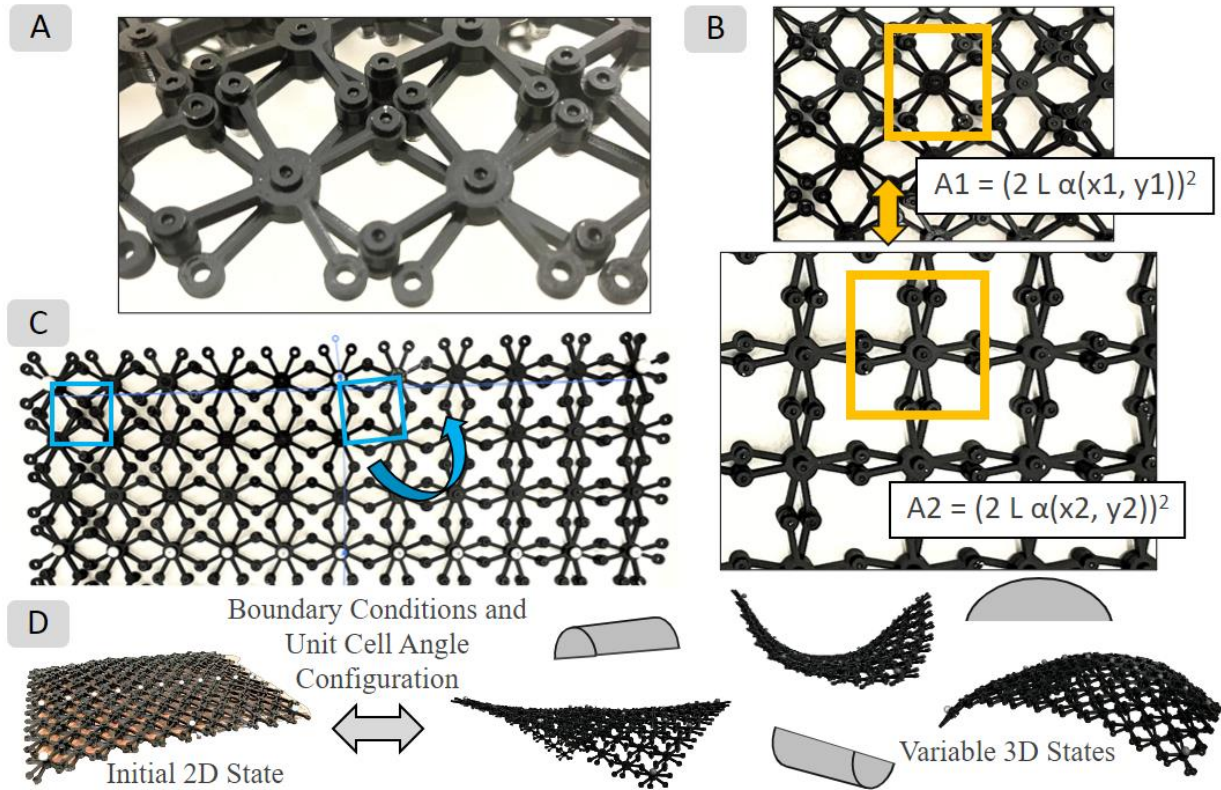 A
B
A1 = (2 L α(x1, y1))²
C
A2 = (2 L α(x2, y2))²
D
Boundary Conditions and
Unit Cell Angle
Configuration
Initial 2D State
Variable 3D States